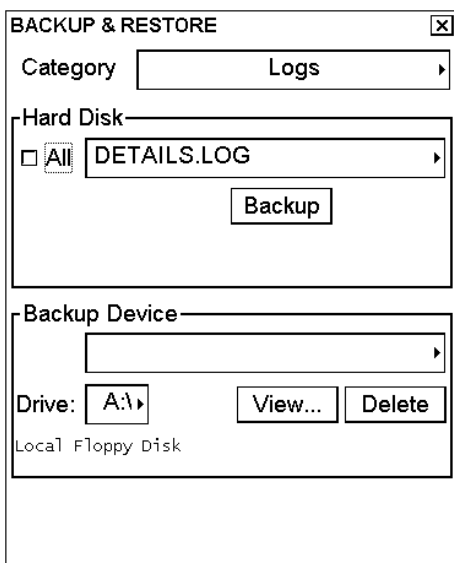 BACKUP & RESTORE
Category Logs
Hard Disk
All DETAILS.LOG
Backup
Backup Device
Drive: A:\ View... Delete
Local Floppy Disk